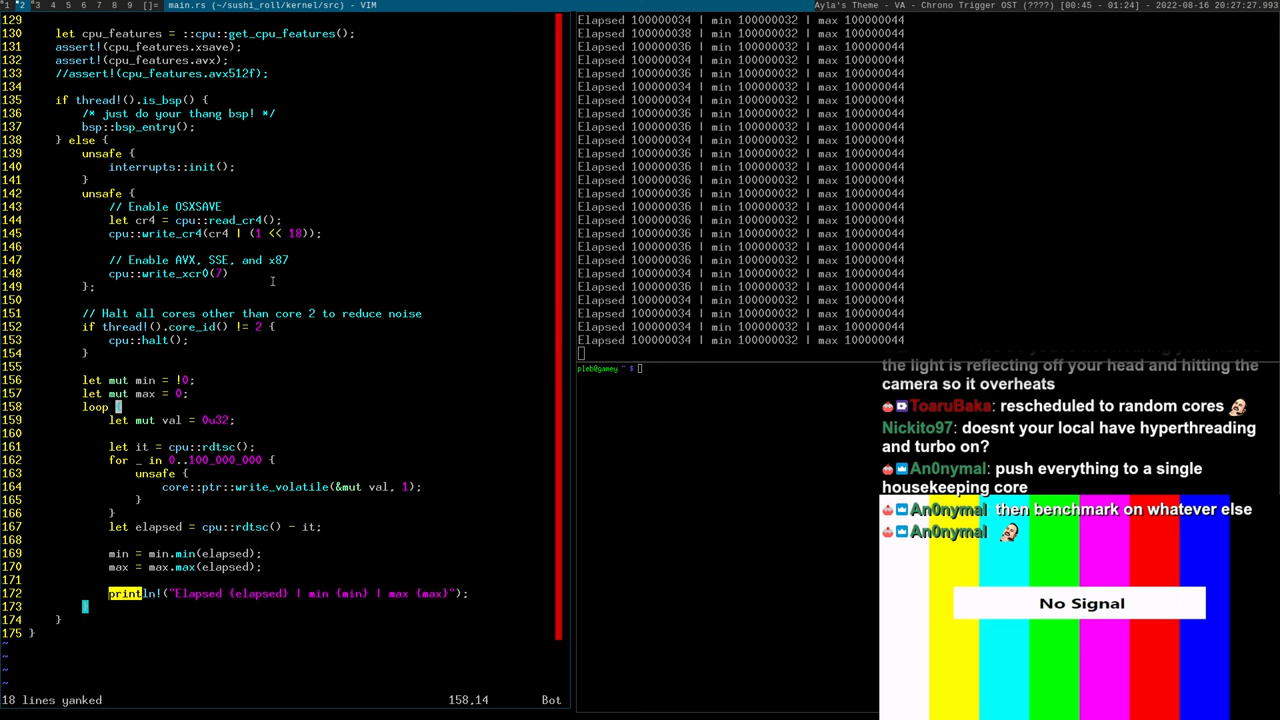 1 2 3 4 5 6 7 8 9 []= main.rs (~/sushi_roll/kernel/src) - VIM
Ayla's Theme - VA - Chrono Trigger OST (????) [00:45 - 01:24] - 2022-08-16 20:27:27.993
129
130     let cpu_features = ::cpu::get_cpu_features();
131     assert!(cpu_features.xsave);
132     assert!(cpu_features.avx);
133     //assert!(cpu_features.avx512f);
134
135     if thread!().is_bsp() {
136         /* just do your thang bsp! */
137         bsp::bsp_entry();
138     } else {
139         unsafe {
140             interrupts::init();
141         }
142         unsafe {
143             // Enable OSXSAVE
144             let cr4 = cpu::read_cr4();
145             cpu::write_cr4(cr4 | (1 << 18));
146
147             // Enable AVX, SSE, and x87
148             cpu::write_xcr0(7)
149         };
150
151         // Halt all cores other than core 2 to reduce noise
152         if thread!().core_id() != 2 {
153             cpu::halt();
154         }
155
156         let mut min = !0;
157         let mut max = 0;
158         loop {
159             let mut val = 0u32;
160
161             let it = cpu::rdtsc();
162             for _ in 0..100_000_000 {
163                 unsafe {
164                     core::ptr::write_volatile(&mut val, 1);
165                 }
166             }
167             let elapsed = cpu::rdtsc() - it;
168
169             min = min.min(elapsed);
170             max = max.max(elapsed);
171
172             println!("Elapsed {elapsed} | min {min} | max {max}");
173         }
174     }
175 }
~
~
~
~
18 lines yanked 158,14 Bot
Elapsed 100000034 | min 100000032 | max 100000044
Elapsed 100000038 | min 100000032 | max 100000044
Elapsed 100000036 | min 100000032 | max 100000044
Elapsed 100000034 | min 100000032 | max 100000044
Elapsed 100000036 | min 100000032 | max 100000044
Elapsed 100000034 | min 100000032 | max 100000044
Elapsed 100000034 | min 100000032 | max 100000044
Elapsed 100000036 | min 100000032 | max 100000044
Elapsed 100000036 | min 100000032 | max 100000044
Elapsed 100000034 | min 100000032 | max 100000044
Elapsed 100000036 | min 100000032 | max 100000044
Elapsed 100000036 | min 100000032 | max 100000044
Elapsed 100000036 | min 100000032 | max 100000044
Elapsed 100000036 | min 100000032 | max 100000044
Elapsed 100000036 | min 100000032 | max 100000044
Elapsed 100000036 | min 100000032 | max 100000044
Elapsed 100000036 | min 100000032 | max 100000044
Elapsed 100000036 | min 100000032 | max 100000044
Elapsed 100000036 | min 100000032 | max 100000044
Elapsed 100000034 | min 100000032 | max 100000044
Elapsed 100000036 | min 100000032 | max 100000044
Elapsed 100000034 | min 100000032 | max 100000044
Elapsed 100000034 | min 100000032 | max 100000044
Elapsed 100000034 | min 100000032 | max 100000044
Elapsed 100000034 | min 100000032 | max 100000044
pleb@gamey ~ $
the light is reflecting off your head and hitting the
camera so it overheats
ToaruBaka: rescheduled to random cores
Nickito97: doesnt your local have hyperthreading
and turbo on?
An0nymal: push everything to a single
housekeeping core
An0nymal then benchmark on whatever else
An0nymal
No Signal